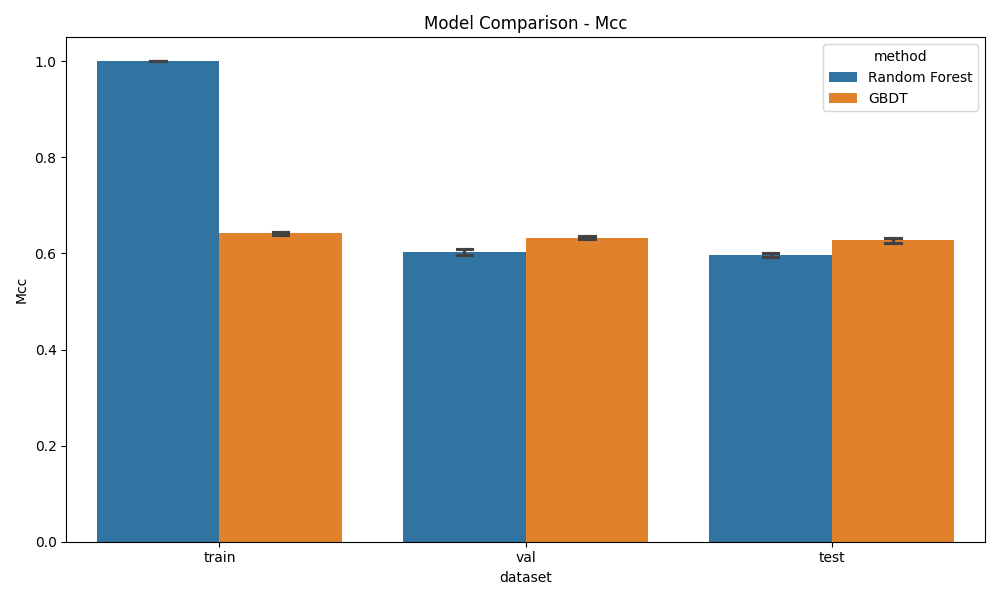 Model Comparison - Mcc
method
Random Forest
GBDT
Mcc
1.0
0.8
0.6
0.4
0.2
0.0
train
val
test
dataset